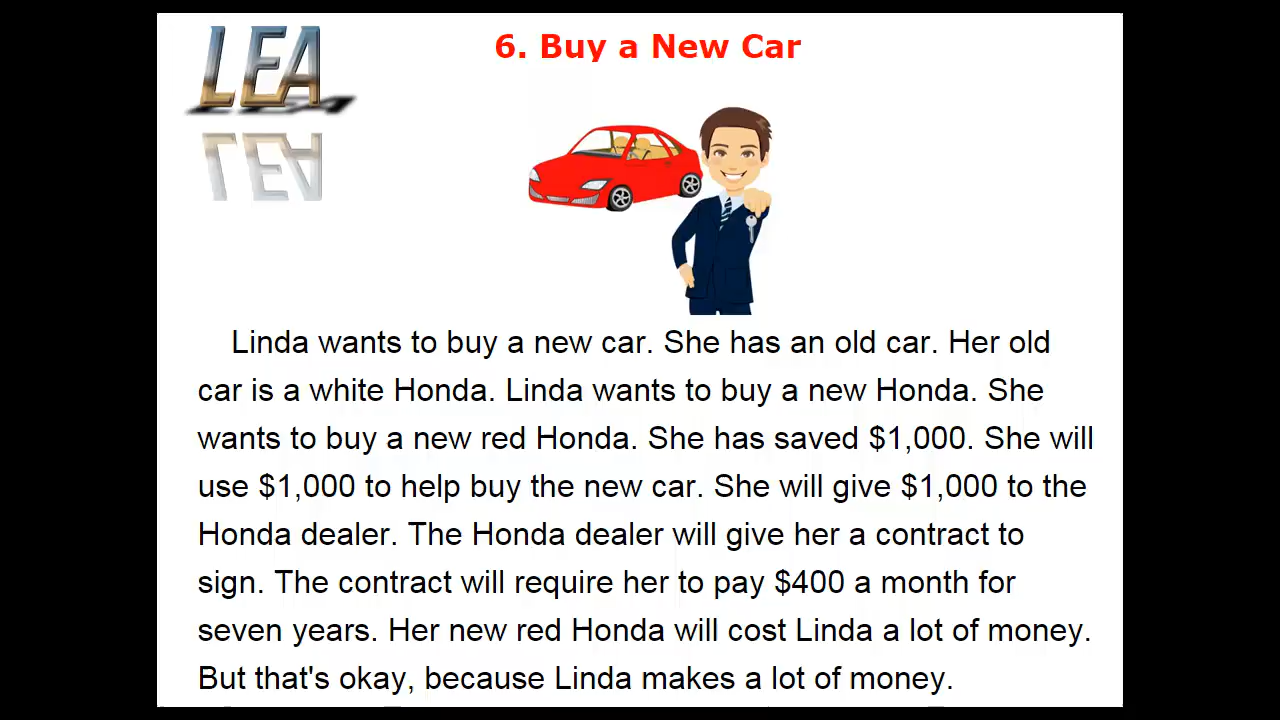 LEA
6. Buy a New Car
Linda wants to buy a new car. She has an old car. Her old
car is a white Honda. Linda wants to buy a new Honda. She
wants to buy a new red Honda. She has saved $1,000. She will
use $1,000 to help buy the new car. She will give $1,000 to the
Honda dealer. The Honda dealer will give her a contract to
sign. The contract will require her to pay $400 a month for
seven years. Her new red Honda will cost Linda a lot of money.
But that's okay, because Linda makes a lot of money.